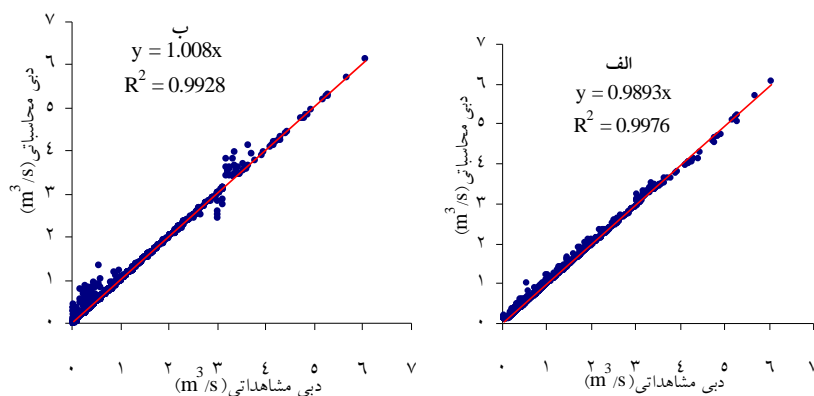 ب
y = 1.008x
R² = 0.9928
دبی محاسباتی(m³/s)
۷
۶
۵
۴
۳
۲
۱
۰
۰ ۱ ۲ ۳ ۴ ۵ ۶ ۷
دبی مشاهداتی(m³/s)
الف
y = 0.9893x
R² = 0.9976
دبی محاسباتی(m³/s)
۷
۶
۵
۴
۳
۲
۱
۰
۰ ۱ ۲ ۳ ۴ ۵ ۶ ۷
دبی مشاهداتی(m³/s)